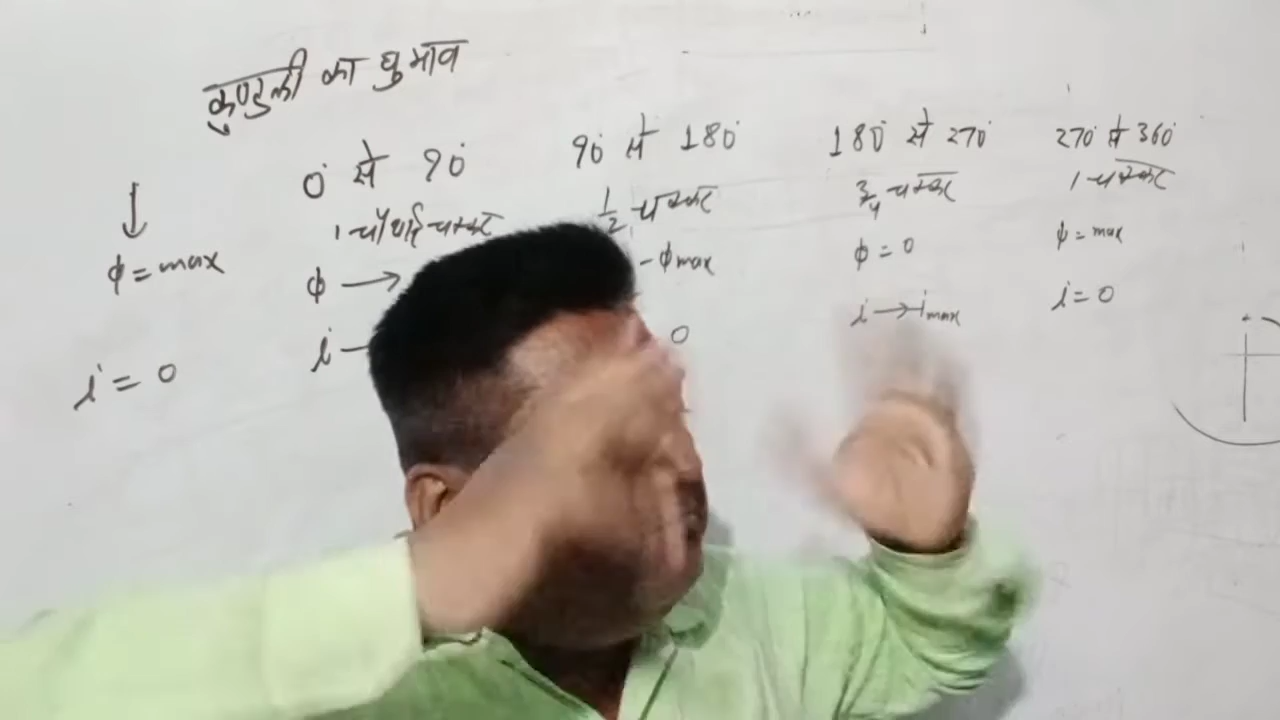 कुण्डली का घुमाव
↓
φ = max
i = 0
0° से 90°
1 चौथाई चक्कर
φ →
i –
90° से 180°
1/2 चक्कर
-φmax
0
180° से 270°
3/4 चक्कर
φ = 0
i → imax
270° से 360°
1 चक्कर
φ = max
i = 0